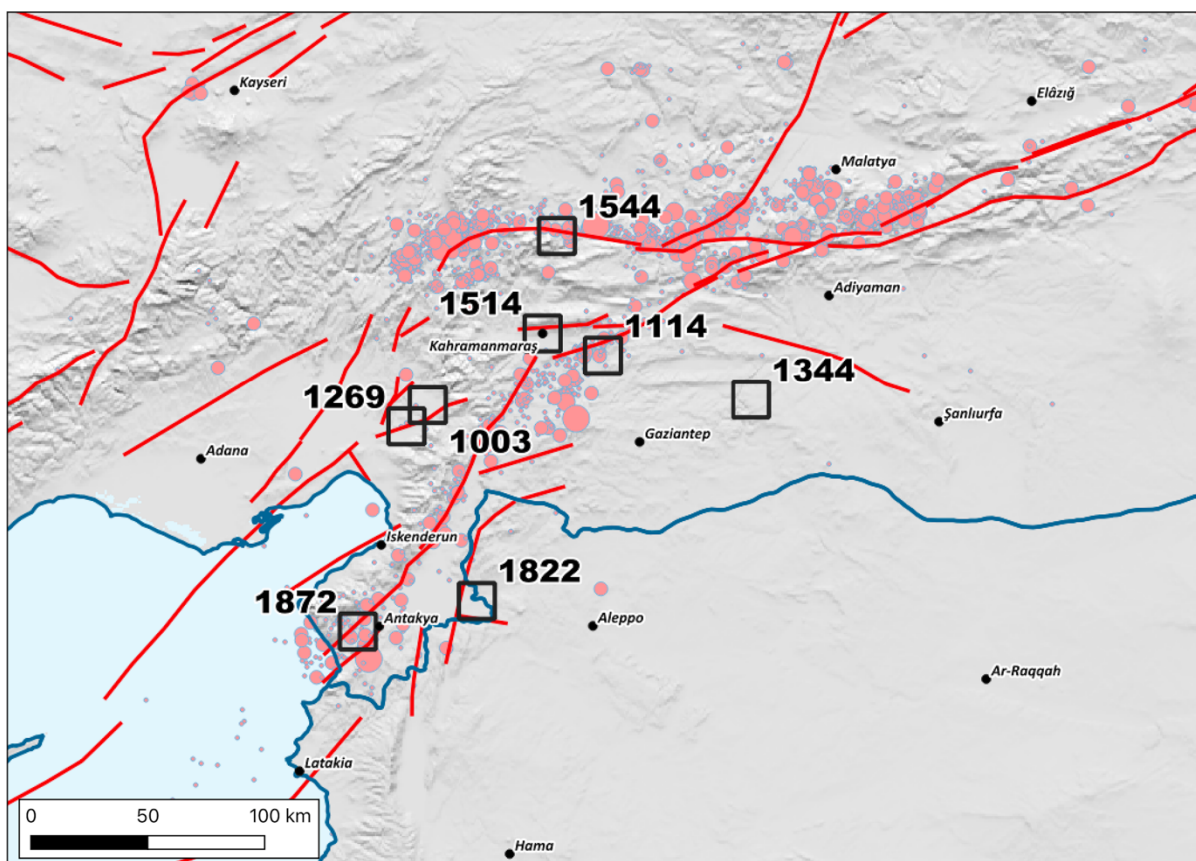 Kayseri
Elâzığ
Malatya
1544
Adiyaman
1514
1114
Kahramanmaraş
1344
1269
Şanlıurfa
1003
Gaziantep
Adana
Iskenderun
1822
1872
Antakya
Aleppo
Ar-Raqqah
Latakia
0 50 100 km
Hama